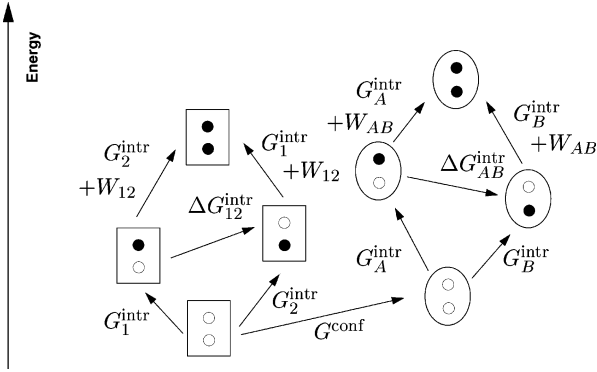 Energy
G_A^intr
+W_AB
G_B^intr
+W_AB
G_2^intr
+W_12
G_1^intr
+W_12
ΔG_AB^intr
ΔG_12^intr
G_A^intr
G_B^intr
G_1^intr
G_2^intr
G^conf